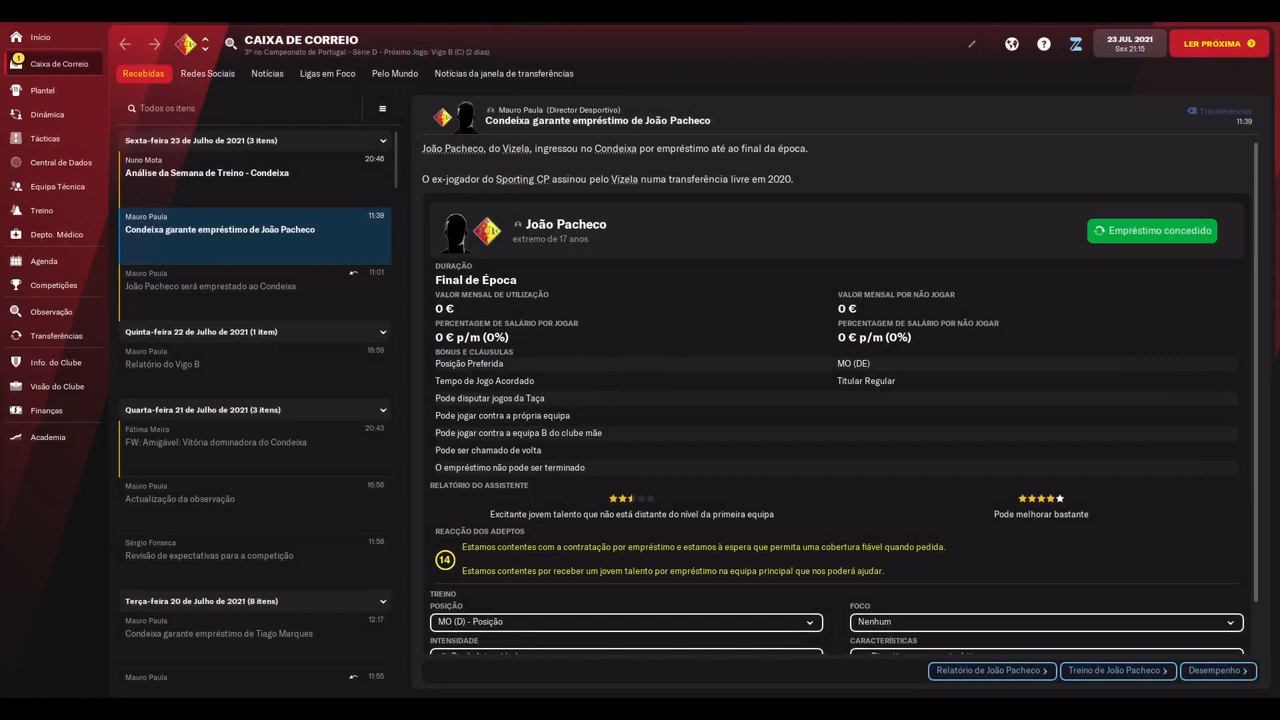 Início
CAIXA DE CORREIO
3º no Campeonato de Portugal - Série D - Próximo Jogo: Vigo B (C) (2 dias)
23 JUL 2021
Sex 21:15
LER PRÓXIMA
1
Caixa de Correio
Recebidas
Redes Sociais
Notícias
Ligas em Foco
Pelo Mundo
Notícias da janela de transferências
Plantel
Dinâmica
Tácticas
Central de Dados
Equipa Técnica
Treino
Depto. Médico
Agenda
Competições
Observação
Transferências
Info. do Clube
Visão do Clube
Finanças
Academia
Todos os itens
Sexta-feira 23 de Julho de 2021 (3 itens)
Nuno Mota 20:46
Análise da Semana de Treino - Condeixa
Mauro Paula 11:39
Condeixa garante empréstimo de João Pacheco
Mauro Paula 11:01
João Pacheco será emprestado ao Condeixa
Quinta-feira 22 de Julho de 2021 (1 item)
Mauro Paula 16:59
Relatório do Vigo B
Quarta-feira 21 de Julho de 2021 (3 itens)
Fátima Meira 20:43
FW: Amigável: Vitória dominadora do Condeixa
Mauro Paula 16:56
Actualização da observação
Sérgio Fonseca 11:58
Revisão de expectativas para a competição
Terça-feira 20 de Julho de 2021 (8 itens)
Mauro Paula 12:17
Condeixa garante empréstimo de Tiago Marques
Mauro Paula 11:55
Mauro Paula (Director Desportivo)
Condeixa garante empréstimo de João Pacheco
Transferências
11:39
João Pacheco, do Vizela, ingressou no Condeixa por empréstimo até ao final da época.
O ex-jogador do Sporting CP assinou pelo Vizela numa transferência livre em 2020.
João Pacheco
extremo de 17 anos
Empréstimo concedido
DURAÇÃO
Final de Época
VALOR MENSAL DE UTILIZAÇÃO VALOR MENSAL POR NÃO JOGAR
0 € 0 €
PERCENTAGEM DE SALÁRIO POR JOGAR PERCENTAGEM DE SALÁRIO POR NÃO JOGAR
0 € p/m (0%) 0 € p/m (0%)
BÓNUS E CLÁUSULAS
Posição Preferida MO (DE)
Tempo de Jogo Acordado Titular Regular
Pode disputar jogos da Taça
Pode jogar contra a própria equipa
Pode jogar contra a equipa B do clube mãe
Pode ser chamado de volta
O empréstimo não pode ser terminado
RELATÓRIO DO ASSISTENTE
Excitante jovem talento que não está distante do nível da primeira equipa Pode melhorar bastante
REACÇÃO DOS ADEPTOS
14
Estamos contentes com a contratação por empréstimo e estamos à espera que permita uma cobertura fiável quando pedida.
Estamos contentes por receber um jovem talento por empréstimo na equipa principal que nos poderá ajudar.
TREINO
POSIÇÃO FOCO
MO (D) - Posição Nenhum
INTENSIDADE CARACTERÍSTICAS
Relatório de João Pacheco
Treino de João Pacheco
Desempenho